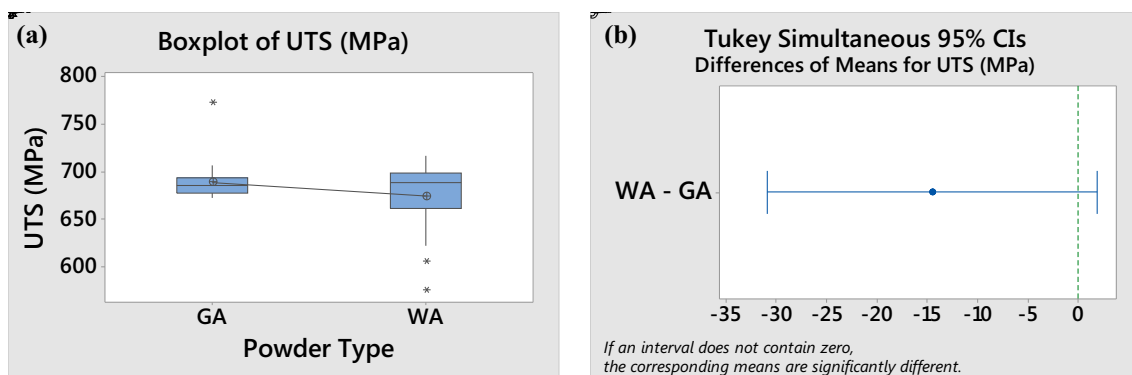 (a)
Boxplot of UTS (MPa)
800
750
700
650
600
UTS (MPa)
GA
WA
Powder Type
(b)
Tukey Simultaneous 95% CIs
Differences of Means for UTS (MPa)
WA - GA
-35 -30 -25 -20 -15 -10 -5 0
If an interval does not contain zero,
the corresponding means are significantly different.